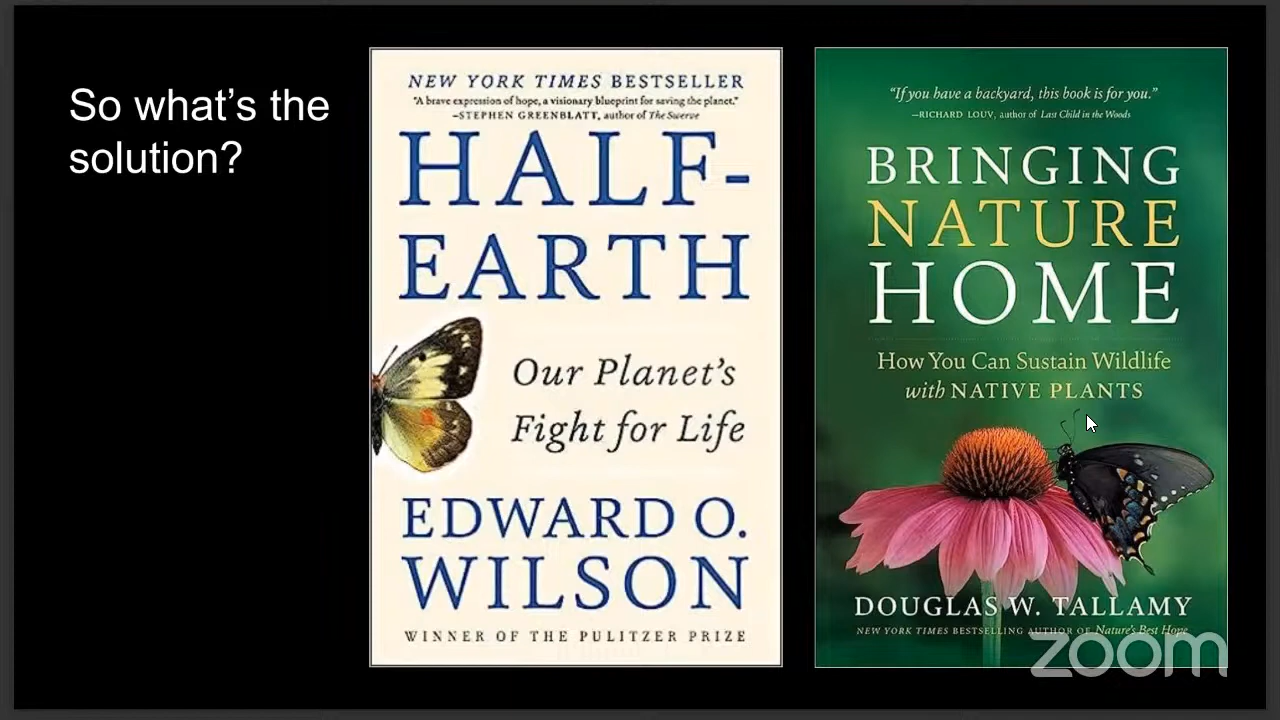 So what's the
solution?
NEW YORK TIMES BESTSELLER
"A brave expression of hope, a visionary blueprint for saving the planet."
—STEPHEN GREENBLATT, author of The Swerve
HALF-
EARTH
Our Planet's
Fight for Life
EDWARD O.
WILSON
WINNER OF THE PULITZER PRIZE
"If you have a backyard, this book is for you."
—RICHARD LOUV, author of Last Child in the Woods
BRINGING
NATURE
HOME
How You Can Sustain Wildlife
with NATIVE PLANTS
DOUGLAS W. TALLAMY
NEW YORK TIMES BESTSELLING AUTHOR OF Nature's Best Hope
zoom